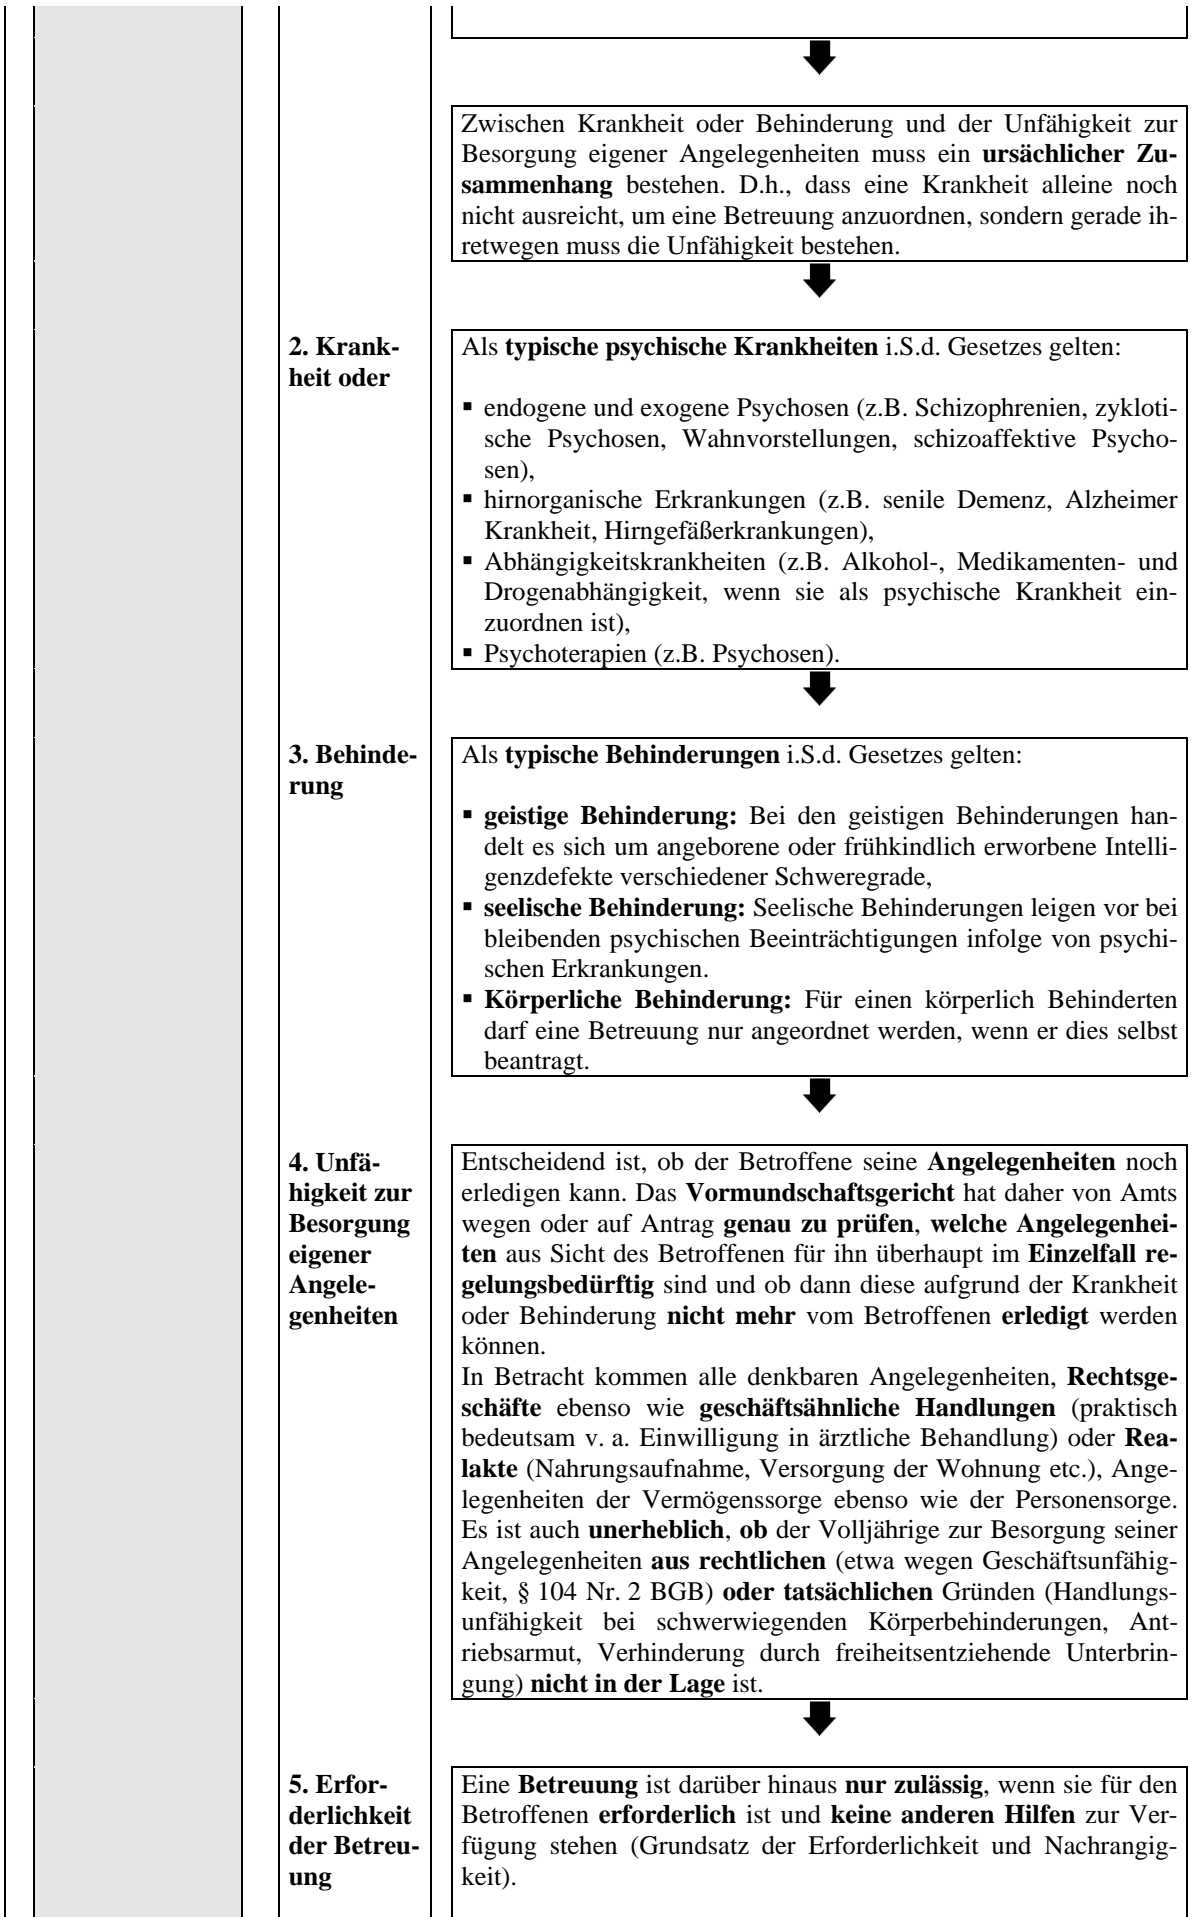 Zwischen Krankheit oder Behinderung und der Unfähigkeit zur
Besorgung eigener Angelegenheiten muss ein ursächlicher Zu-
sammenhang bestehen. D.h., dass eine Krankheit alleine noch
nicht ausreicht, um eine Betreuung anzuordnen, sondern gerade ih-
retwegen muss die Unfähigkeit bestehen.
2. Krank-
heit oder
Als typische psychische Krankheiten i.S.d. Gesetzes gelten:
▪ endogene und exogene Psychosen (z.B. Schizophrenien, zykloti-
sche Psychosen, Wahnvorstellungen, schizoaffektive Psycho-
sen),
▪ hirnorganische Erkrankungen (z.B. senile Demenz, Alzheimer
Krankheit, Hirngefäßerkrankungen),
▪ Abhängigkeitskrankheiten (z.B. Alkohol-, Medikamenten- und
Drogenabhängigkeit, wenn sie als psychische Krankheit ein-
zuordnen ist),
▪ Psychoterapien (z.B. Psychosen).
3. Behinde-
rung
Als typische Behinderungen i.S.d. Gesetzes gelten:
▪ geistige Behinderung: Bei den geistigen Behinderungen han-
delt es sich um angeborene oder frühkindlich erworbene Intelli-
genzdefekte verschiedener Schweregrade,
▪ seelische Behinderung: Seelische Behinderungen leigen vor bei
bleibenden psychischen Beeinträchtigungen infolge von psychi-
schen Erkrankungen.
▪ Körperliche Behinderung: Für einen körperlich Behinderten
darf eine Betreuung nur angeordnet werden, wenn er dies selbst
beantragt.
4. Unfä-
higkeit zur
Besorgung
eigener
Angele-
genheiten
Entscheidend ist, ob der Betroffene seine Angelegenheiten noch
erledigen kann. Das Vormundschaftsgericht hat daher von Amts
wegen oder auf Antrag genau zu prüfen, welche Angelegenhei-
ten aus Sicht des Betroffenen für ihn überhaupt im Einzelfall re-
gelungsbedürftig sind und ob dann diese aufgrund der Krankheit
oder Behinderung nicht mehr vom Betroffenen erledigt werden
können.
In Betracht kommen alle denkbaren Angelegenheiten, Rechtsge-
schäfte ebenso wie geschäftsähnliche Handlungen (praktisch
bedeutsam v. a. Einwilligung in ärztliche Behandlung) oder Rea-
lakte (Nahrungsaufnahme, Versorgung der Wohnung etc.), Ange-
legenheiten der Vermögenssorge ebenso wie der Personensorge.
Es ist auch unerheblich, ob der Volljährige zur Besorgung seiner
Angelegenheiten aus rechtlichen (etwa wegen Geschäftsunfähig-
keit, § 104 Nr. 2 BGB) oder tatsächlichen Gründen (Handlungs-
unfähigkeit bei schwerwiegenden Körperbehinderungen, Ant-
riebsarmut, Verhinderung durch freiheitsentziehende Unterbrin-
gung) nicht in der Lage ist.
5. Erfor-
derlichkeit
der Betreu-
ung
Eine Betreuung ist darüber hinaus nur zulässig, wenn sie für den
Betroffenen erforderlich ist und keine anderen Hilfen zur Ver-
fügung stehen (Grundsatz der Erforderlichkeit und Nachrangig-
keit).